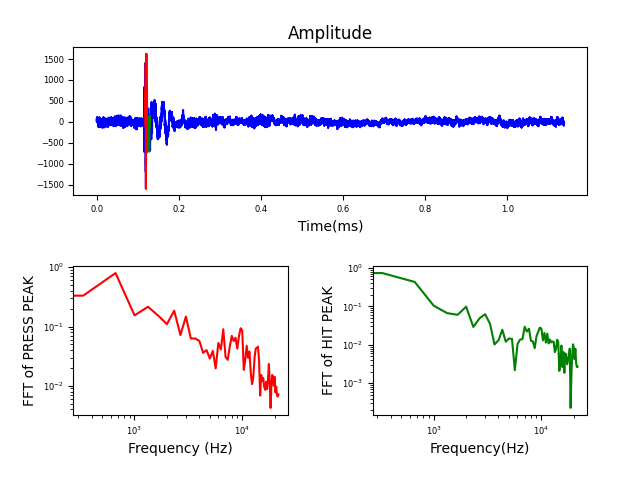 Amplitude
1500
1000
500
0
−500
−1000
−1500
0.0 0.2 0.4 0.6 0.8 1.0
Time(ms)
FFT of PRESS PEAK
10⁰
10⁻¹
10⁻²
10³ 10⁴
Frequency (Hz)
FFT of HIT PEAK
10⁰
10⁻¹
10⁻²
10⁻³
10³ 10⁴
Frequency(Hz)